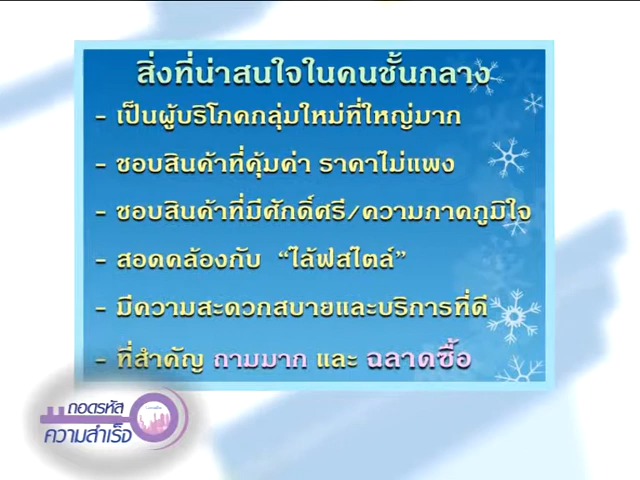 สิ่งที่น่าสนใจในคนชั้นกลาง
- เป็นผู้บริโภคกลุ่มใหม่ที่ใหญ่มาก
- ชอบสินค้าที่คุ้มค่า ราคาไม่แพง
- ชอบสินค้าที่มีศักดิ์ศรี/ความภาคภูมิใจ
- สอดคล้องกับ “ไล้ฟสไตล์”
- มีความสะดวกสบายและบริการที่ดี
- ที่สำคัญ ถามมาก และ ฉลาดซื้อ
ถอดรหัส
ความสำเร็จ